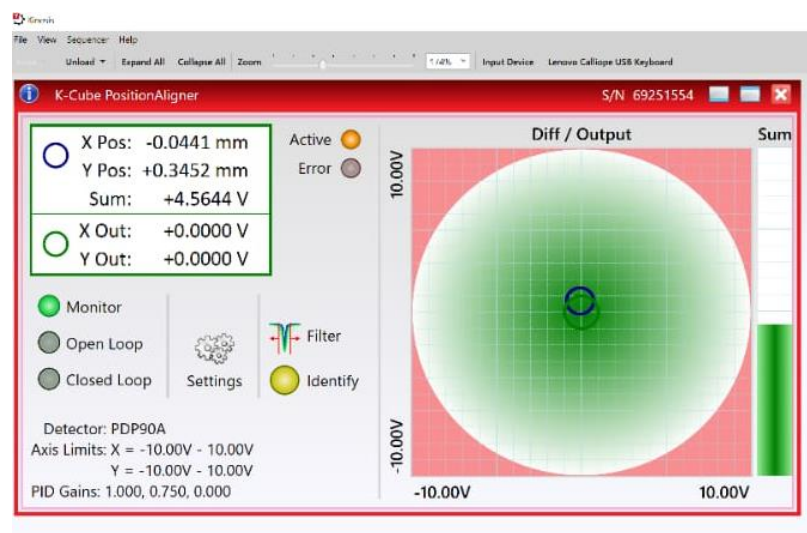 Kinesis
File View Sequencer Help
Unload Expand All Collapse All Zoom Input Device Lenovo Calliope USB Keyboard
K-Cube PositionAligner S/N 69251554
X Pos: -0.0441 mm
Y Pos: +0.3452 mm
Sum: +4.5644 V
X Out: +0.0000 V
Y Out: +0.0000 V
Active
Error
Monitor
Open Loop
Closed Loop
Settings
Filter
Identify
Detector: PDP90A
Axis Limits: X = -10.00V - 10.00V
Y = -10.00V - 10.00V
PID Gains: 1.000, 0.750, 0.000
Diff / Output
Sum
10.00V
-10.00V
-10.00V
10.00V